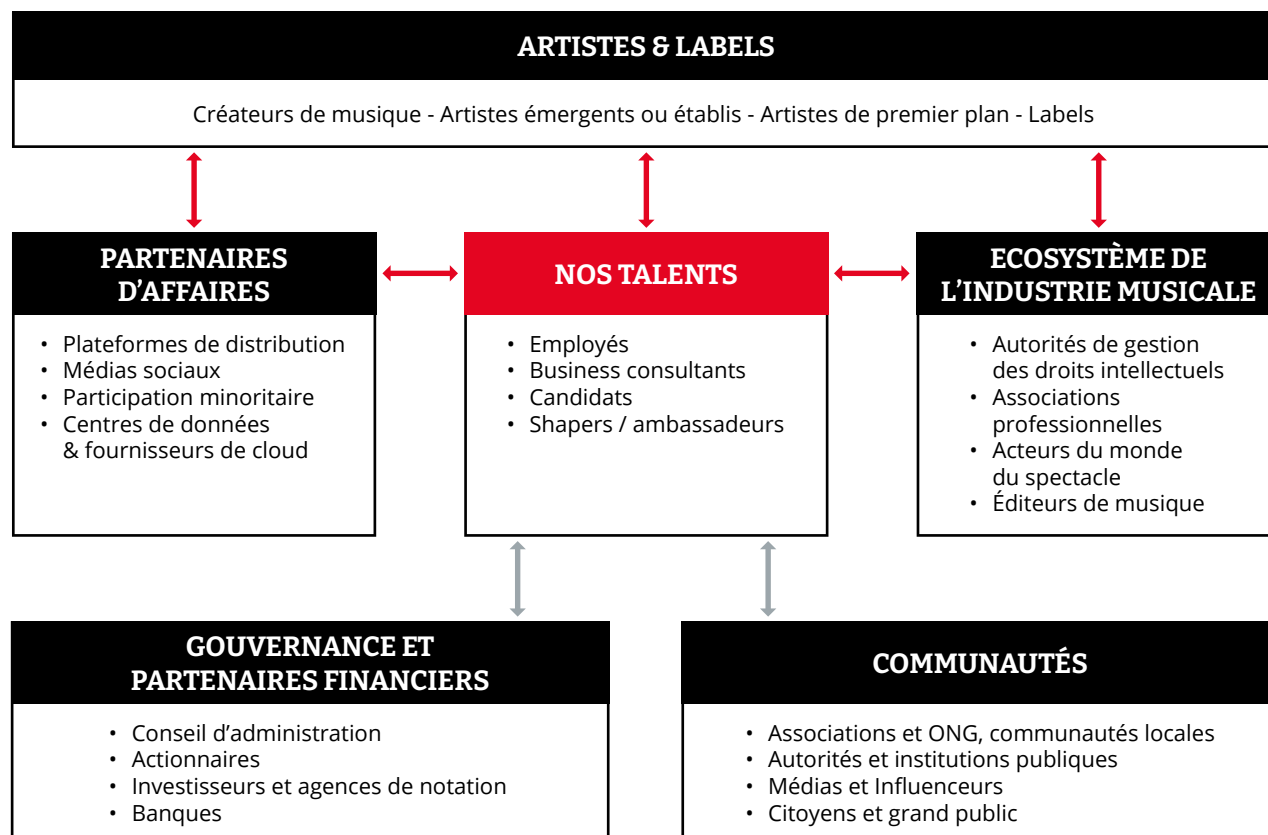 ARTISTES & LABELS
Créateurs de musique - Artistes émergents ou établis - Artistes de premier plan - Labels
PARTENAIRES
D’AFFAIRES
• Plateformes de distribution
• Médias sociaux
• Participation minoritaire
• Centres de données
& fournisseurs de cloud
NOS TALENTS
• Employés
• Business consultants
• Candidats
• Shapers / ambassadeurs
ECOSYSTÈME DE
L’INDUSTRIE MUSICALE
• Autorités de gestion
des droits intellectuels
• Associations
professionnelles
• Acteurs du monde
du spectacle
• Éditeurs de musique
GOUVERNANCE ET
PARTENAIRES FINANCIERS
• Conseil d’administration
• Actionnaires
• Investisseurs et agences de notation
• Banques
COMMUNAUTÉS
• Associations et ONG, communautés locales
• Autorités et institutions publiques
• Médias et Influenceurs
• Citoyens et grand public